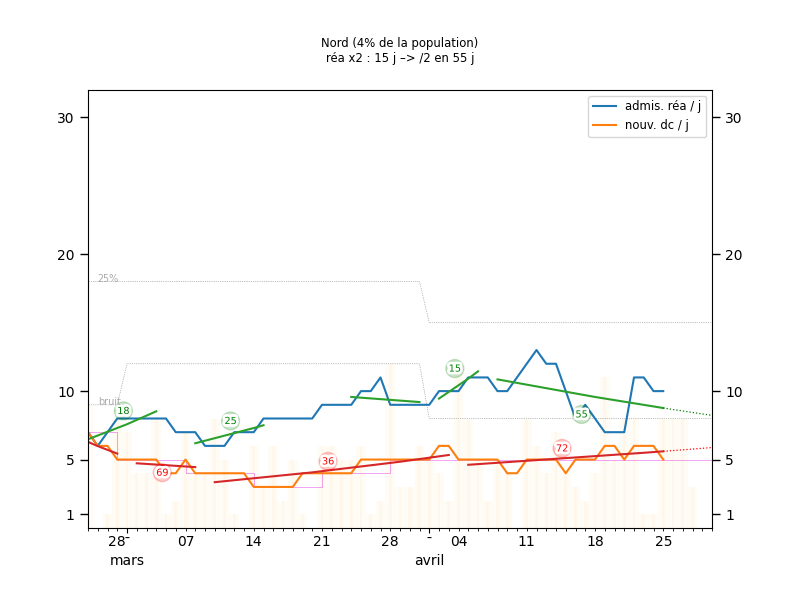 Nord (4% de la population)
réa x2 : 15 j –> /2 en 55 j
admis. réa / j
nouv. dc / j
30 30
20 20
10 10
5 5
1 1
25%
bruit
18
69
25
36
15
55
72
28 07 14 21 28 04 11 18 25
mars avril